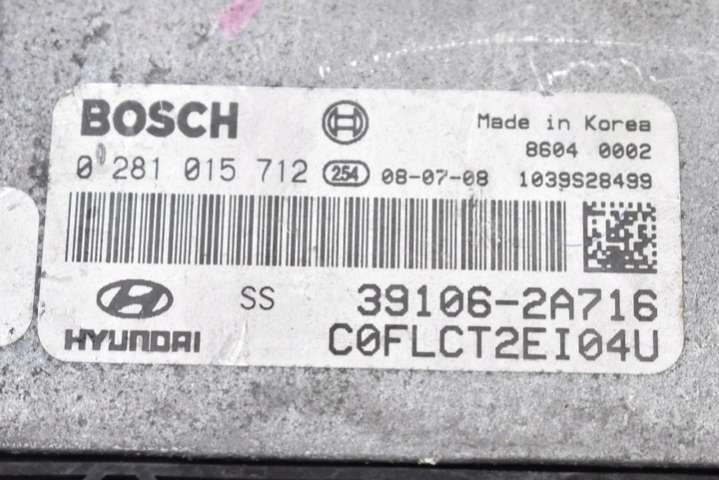 BOSCH
Made in Korea
8604 0002
0 281 015 712 254 08-07-08 1039S28499
HYUNDAI
SS 39106-2A716
C0FLCT2EI04U